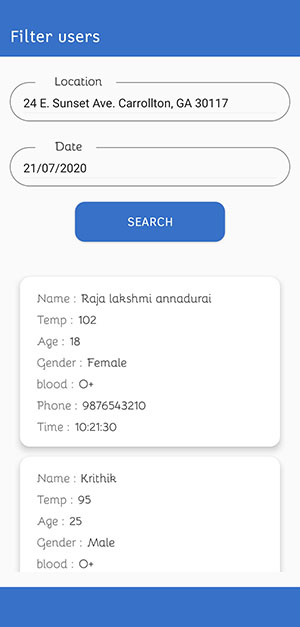 Filter users
Location
24 E. Sunset Ave. Carrollton, GA 30117
Date
21/07/2020
SEARCH
Name : Raja lakshmi annadurai
Temp : 102
Age : 18
Gender : Female
blood : O+
Phone : 9876543210
Time : 10:21:30
Name : Krithik
Temp : 95
Age : 25
Gender : Male
blood : O+